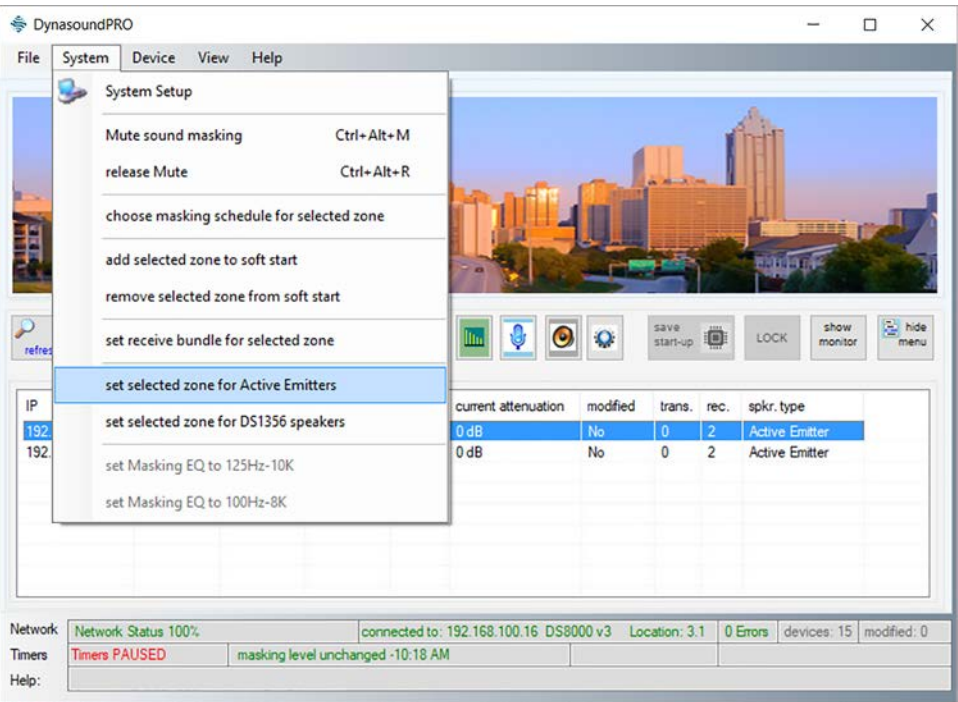 DynasoundPRO
File System Device View Help
System Setup
Mute sound masking Ctrl+Alt+M
release Mute Ctrl+Alt+R
choose masking schedule for selected zone
add selected zone to soft start
remove selected zone from soft start
set receive bundle for selected zone
set selected zone for Active Emitters
set selected zone for DS1356 speakers
set Masking EQ to 125Hz-10K
set Masking EQ to 100Hz-8K
refres
save start-up
LOCK
show monitor
hide menu
IP current attenuation modified trans. rec. spkr. type
192. 0 dB No 0 2 Active Emitter
192. 0 dB No 0 2 Active Emitter
Network Network Status 100% connected to: 192.168.100.16 DS8000 v3 Location: 3.1 0 Errors devices: 15 modified: 0
Timers Timers PAUSED masking level unchanged -10:18 AM
Help: